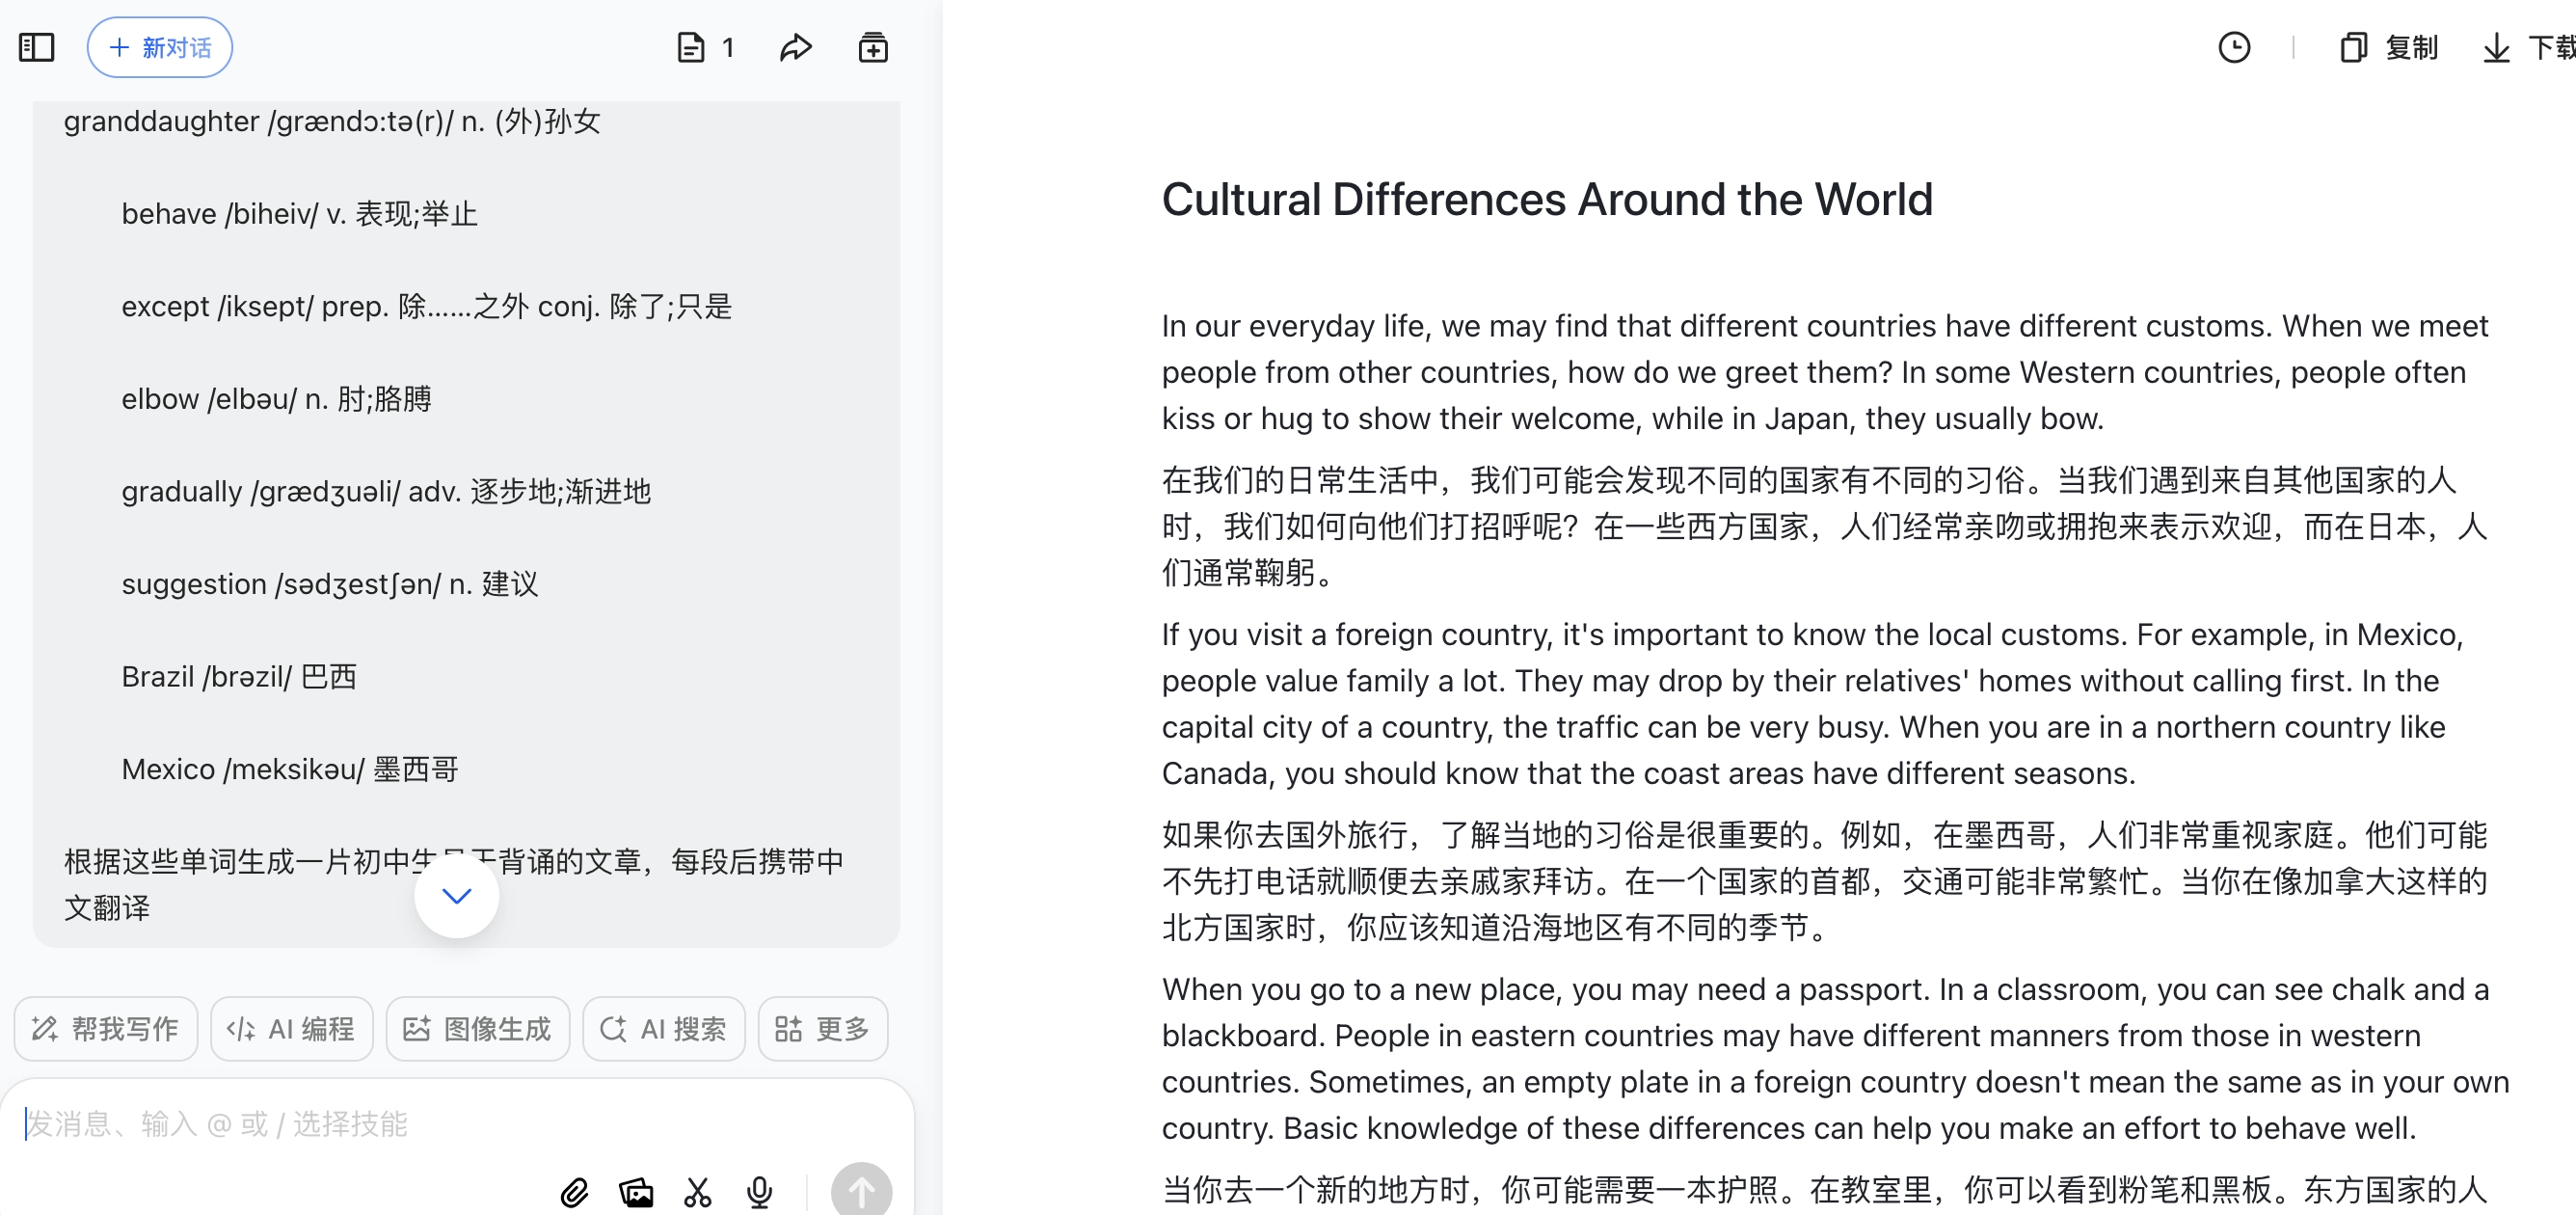 新对话
1
复制
下载
granddaughter /grændɔ:tə(r)/ n. (外)孙女
behave /biheiv/ v. 表现;举止
except /iksept/ prep. 除……之外 conj. 除了;只是
elbow /elbəu/ n. 肘;胳膊
gradually /grædʒuəli/ adv. 逐步地;渐进地
suggestion /sədʒestʃən/ n. 建议
Brazil /brəzil/ 巴西
Mexico /meksikəu/ 墨西哥
根据这些单词生成一片初中生易于背诵的文章，每段后携带中
文翻译
帮我写作
AI 编程
图像生成
AI 搜索
更多
发消息、输入 @ 或 / 选择技能
Cultural Differences Around the World
In our everyday life, we may find that different countries have different customs. When we meet
people from other countries, how do we greet them? In some Western countries, people often
kiss or hug to show their welcome, while in Japan, they usually bow.
在我们的日常生活中，我们可能会发现不同的国家有不同的习俗。当我们遇到来自其他国家的人
时，我们如何向他们打招呼呢？在一些西方国家，人们经常亲吻或拥抱来表示欢迎，而在日本，人
们通常鞠躬。
If you visit a foreign country, it's important to know the local customs. For example, in Mexico,
people value family a lot. They may drop by their relatives' homes without calling first. In the
capital city of a country, the traffic can be very busy. When you are in a northern country like
Canada, you should know that the coast areas have different seasons.
如果你去国外旅行，了解当地的习俗是很重要的。例如，在墨西哥，人们非常重视家庭。他们可能
不先打电话就顺便去亲戚家拜访。在一个国家的首都，交通可能非常繁忙。当你在像加拿大这样的
北方国家时，你应该知道沿海地区有不同的季节。
When you go to a new place, you may need a passport. In a classroom, you can see chalk and a
blackboard. People in eastern countries may have different manners from those in western
countries. Sometimes, an empty plate in a foreign country doesn't mean the same as in your own
country. Basic knowledge of these differences can help you make an effort to behave well.
当你去一个新的地方时，你可能需要一本护照。在教室里，你可以看到粉笔和黑板。东方国家的人